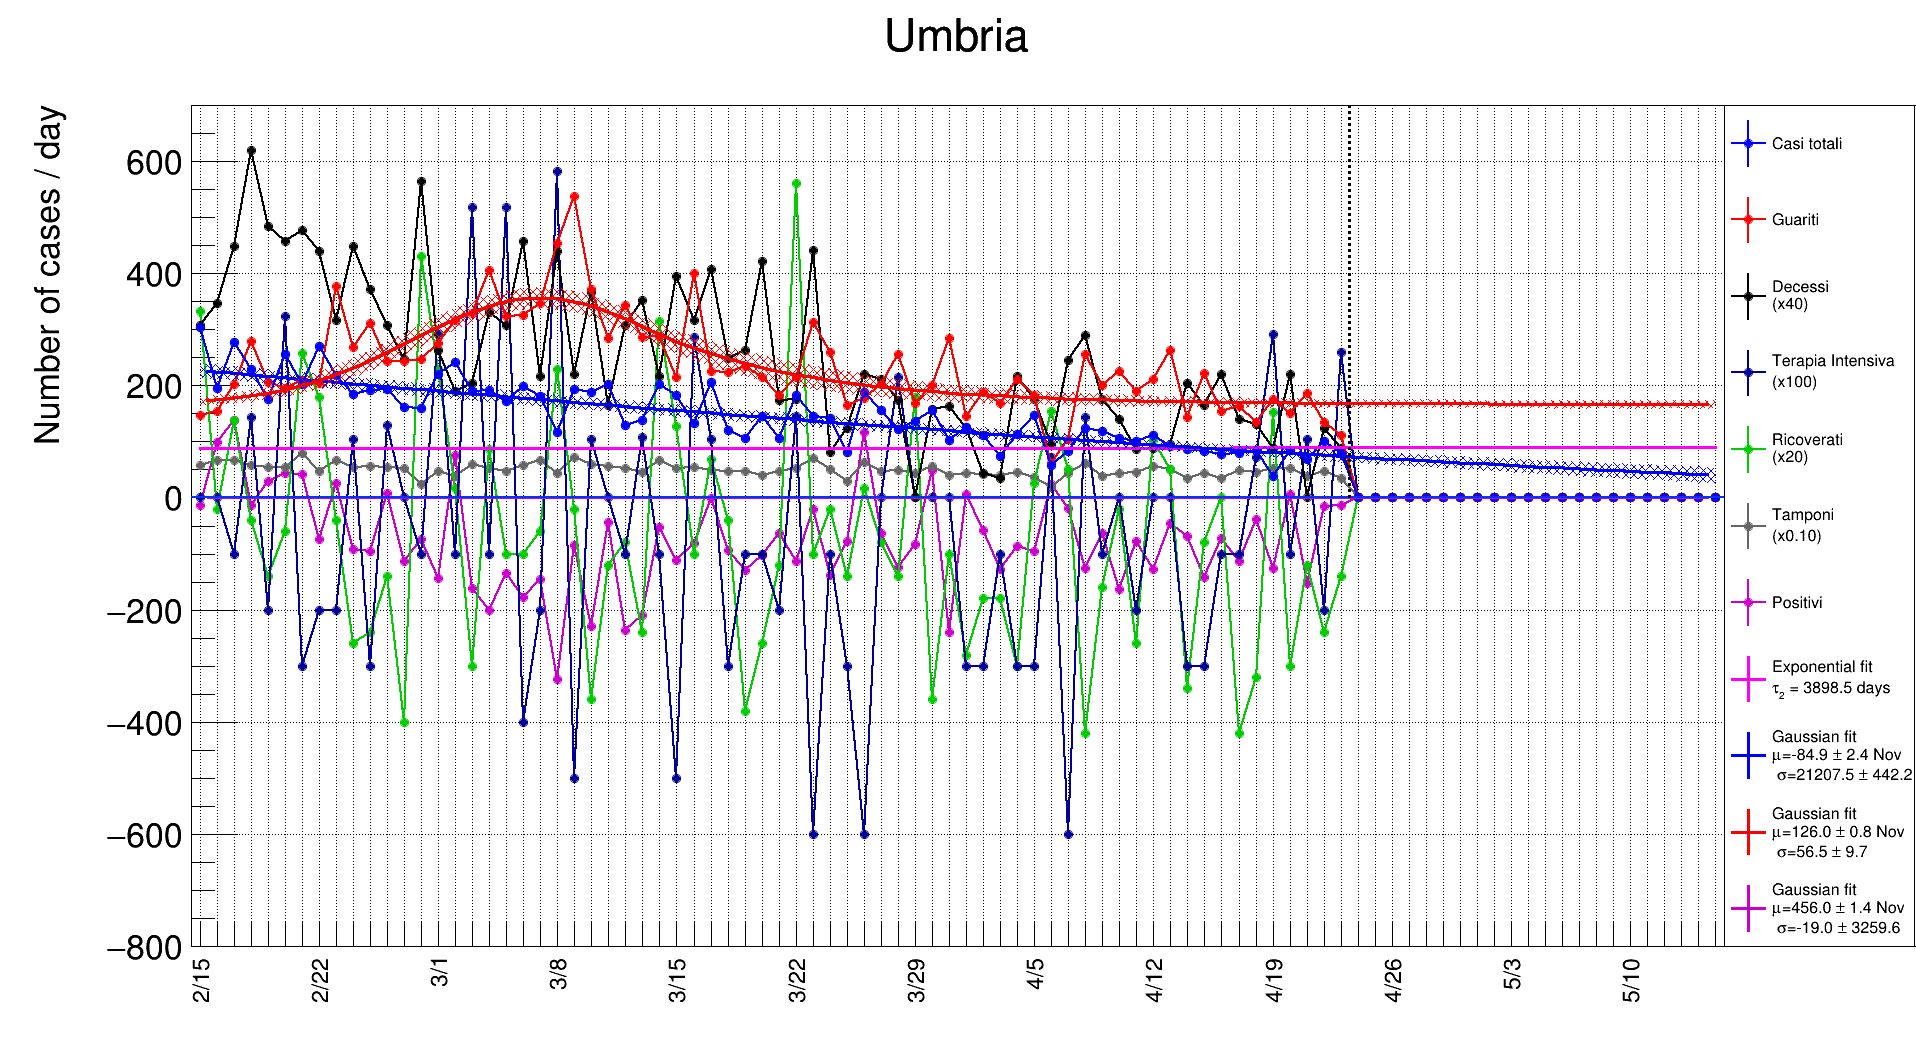 Umbria
Number of cases / day
600
400
200
0
−200
−400
−600
−800
2/15
2/22
3/1
3/8
3/15
3/22
3/29
4/5
4/12
4/19
4/26
5/3
5/10
Casi totali
Guariti
Decessi
(x40)
Terapia Intensiva
(x100)
Ricoverati
(x20)
Tamponi
(x0.10)
Positivi
Exponential fit
τ2 = 3898.5 days
Gaussian fit
μ=-84.9 ± 2.4 Nov
σ=21207.5 ± 442.2
Gaussian fit
μ=126.0 ± 0.8 Nov
σ=56.5 ± 9.7
Gaussian fit
μ=456.0 ± 1.4 Nov
σ=-19.0 ± 3259.6